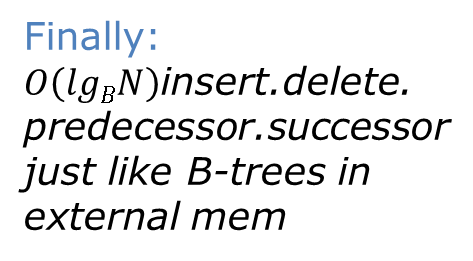 Finally:
O(lg_B N)insert.delete.
predecessor.successor
just like B-trees in
external mem